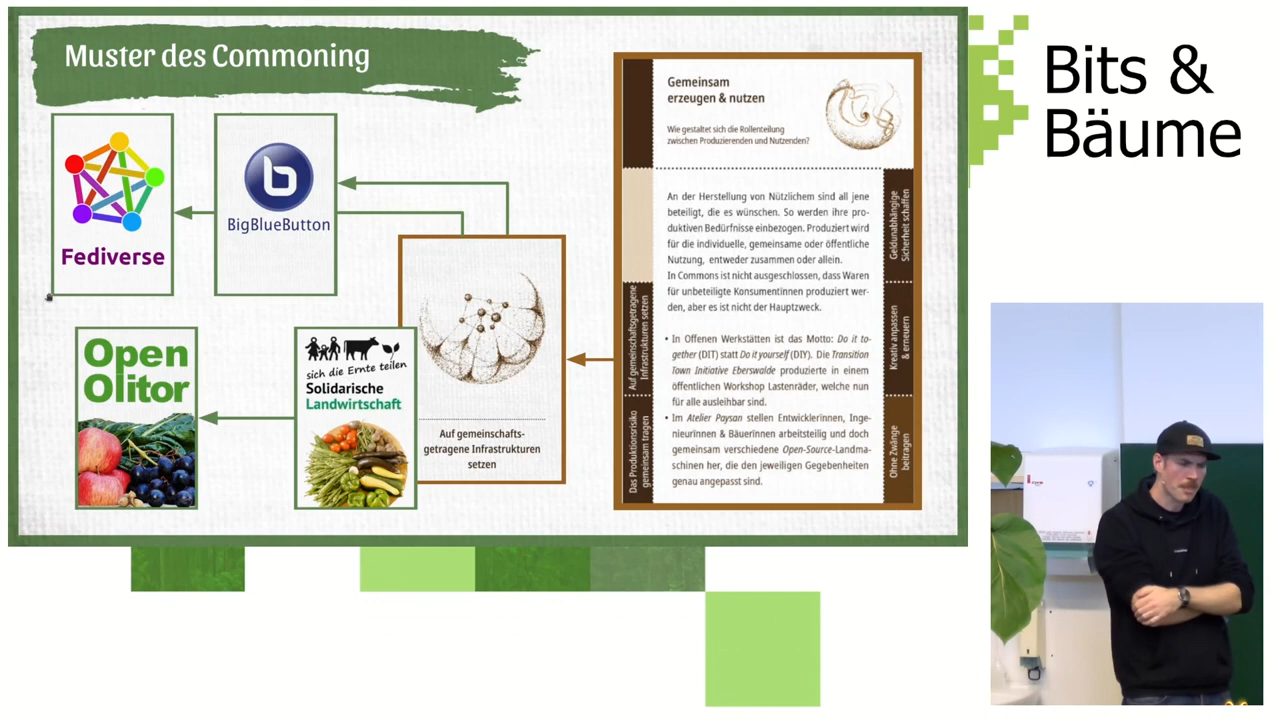 Muster des Commoning
Bits &
Bäume
Fediverse
b
BigBlueButton
Open
Olitor
sich die Ernte teilen
Solidarische
Landwirtschaft
Auf gemeinschafts-
getragene Infrastrukturen
setzen
Gemeinsam
erzeugen & nutzen
Wie gestaltet sich die Rollenteilung
zwischen Produzierenden und Nutzenden?
An der Herstellung von Nützlichem sind all jene
beteiligt, die es wünschen. So werden ihre pro-
duktiven Bedürfnisse einbezogen. Produziert wird
für die individuelle, gemeinsame oder öffentliche
Nutzung, entweder zusammen oder allein.
In Commons ist nicht ausgeschlossen, dass Waren
für unbeteiligte Konsumentinnen produziert wer-
den, aber es ist nicht der Hauptzweck.
• In Offenen Werkstätten ist das Motto: Do it to-
gether (DIT) statt Do it yourself (DIY). Die Transition
Town Initiative Eberswalde produzierte in einem
öffentlichen Workshop Lastenräder, welche nun
für alle ausleihbar sind.
• Im Atelier Paysan stellen Entwicklerinnen, Inge-
nieurinnen & Bäuerinnen arbeitsteilig und doch
gemeinsam verschiedene Open-Source-Landma-
schinen her, die den jeweiligen Gegebenheiten
genau angepasst sind.
Auf gemeinschaftsgetragene
Infrastrukturen setzen
Das Produktionsrisiko
gemeinsam tragen
Geldunabhängige
Sicherheit schaffen
Kreativ anpassen
& erneuern
Ohne Zwänge
beitragen